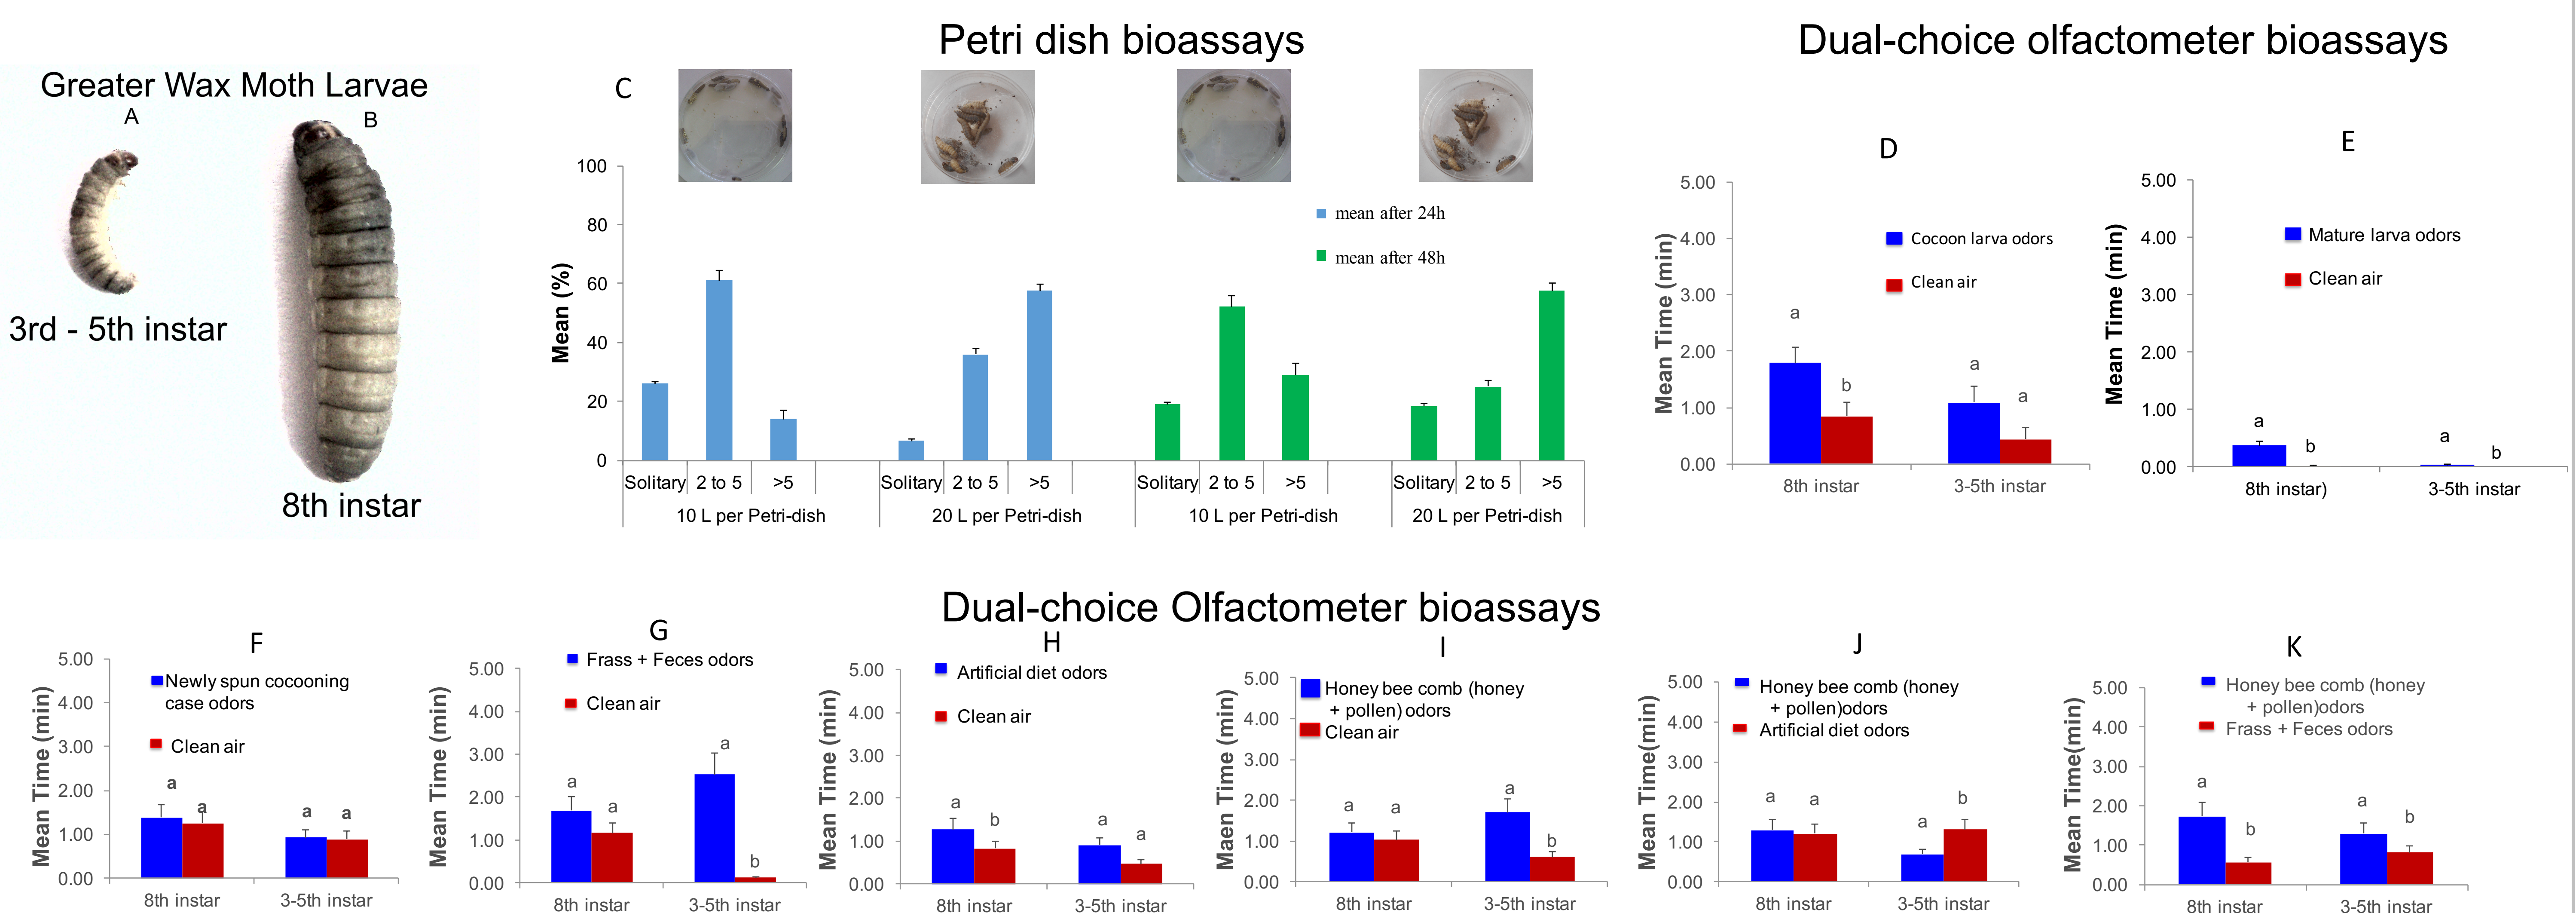 Petri dish bioassays
Dual-choice olfactometer bioassays
Greater Wax Moth Larvae
A
B
3rd - 5th instar
8th instar
C
100
80
60
40
20
0
Mean (%)
mean after 24h
mean after 48h
Solitary 2 to 5 >5 Solitary 2 to 5 >5 Solitary 2 to 5 >5 Solitary 2 to 5 >5
10 L per Petri-dish 20 L per Petri-dish 10 L per Petri-dish 20 L per Petri-dish
D
5.00
4.00
3.00
2.00
1.00
0.00
Mean Time (min)
Cocoon larva odors
Clean air
a
b
a
a
8th instar 3-5th instar
E
5.00
4.00
3.00
2.00
1.00
0.00
Mean Time (min)
Mature larva odors
Clean air
a
b
a
b
8th instar) 3-5th instar
Dual-choice Olfactometer bioassays
F
5.00
4.00
3.00
2.00
1.00
0.00
Mean Time (min)
Newly spun cocooning
case odors
Clean air
a
a
a
a
8th instar 3-5th instar
G
5.00
4.00
3.00
2.00
1.00
0.00
Mean Time (min)
Frass + Feces odors
Clean air
a
a
a
b
8th instar 3-5th instar
H
5.00
4.00
3.00
2.00
1.00
0.00
Mean Time (min)
Artificial diet odors
Clean air
a
b
a
a
8th instar 3-5th instar
I
5.00
4.00
3.00
2.00
1.00
0.00
Maen Time (min)
Honey bee comb (honey
+ pollen) odors
Clean air
a
a
a
b
8th instar 3-5th instar
J
5.00
4.00
3.00
2.00
1.00
0.00
Mean Time(min)
Honey bee comb (honey
+ pollen)odors
Artificial diet odors
a
a
a
b
8th instar 3-5th instar
K
5.00
4.00
3.00
2.00
1.00
0.00
Mean Time(min)
Honey bee comb (honey
+ pollen)odors
Frass + Feces odors
a
b
a
b
8th instar 3-5th instar